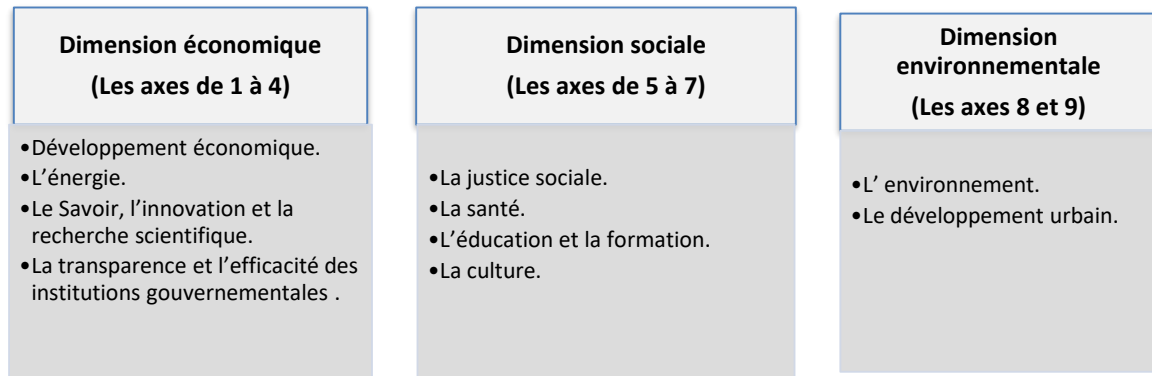 Dimension économique
(Les axes de 1 à 4)
•Développement économique.
•L’énergie.
•Le Savoir, l’innovation et la
recherche scientifique.
•La transparence et l’efficacité des
institutions gouvernementales .
Dimension sociale
(Les axes de 5 à 7)
•La justice sociale.
•La santé.
•L’éducation et la formation.
•La culture.
Dimension
environnementale
(Les axes 8 et 9)
•L’ environnement.
•Le développement urbain.